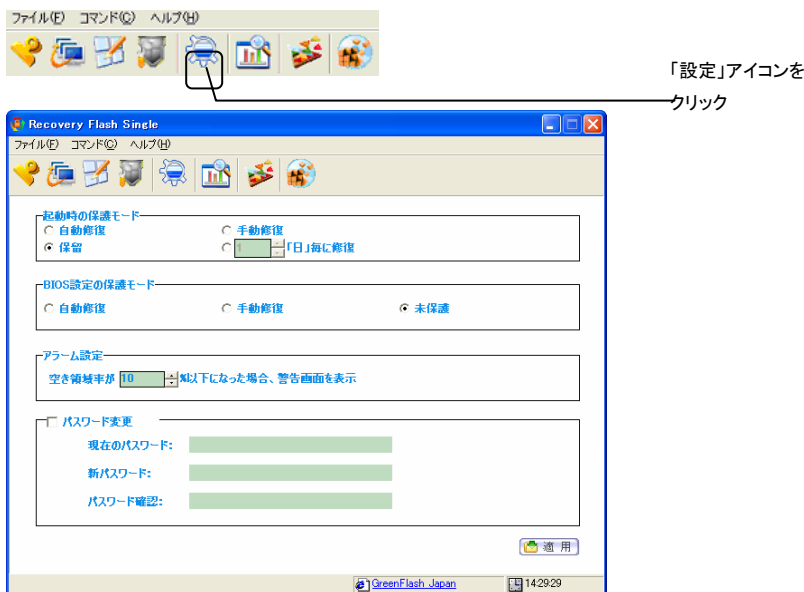 ファイル(F) コマンド(C) ヘルプ(H)
「設定」アイコンを
クリック
Recovery Flash Single
ファイル(F) コマンド(C) ヘルプ(H)
起動時の保護モード
自動修復 手動修復
保留 1 「日」毎に修復
BIOS設定の保護モード
自動修復 手動修復 未保護
アラーム設定
空き領域率が 10 %以下になった場合、警告画面を表示
パスワード変更
現在のパスワード:
新パスワード:
パスワード確認:
適 用
GreenFlash Japan 14:29:29